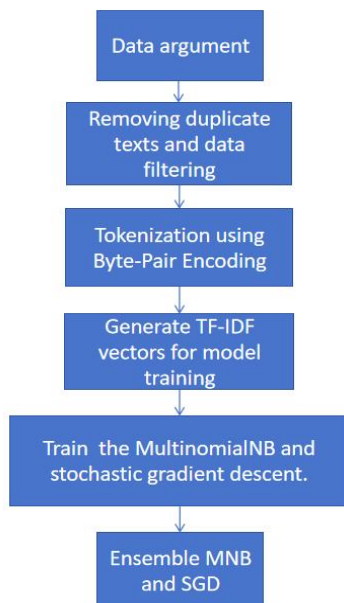 Data argument
Removing duplicate
texts and data
filtering
Tokenization using
Byte-Pair Encoding
Generate TF-IDF
vectors for model
training
Train the MultinomialNB and
stochastic gradient descent.
Ensemble MNB
and SGD